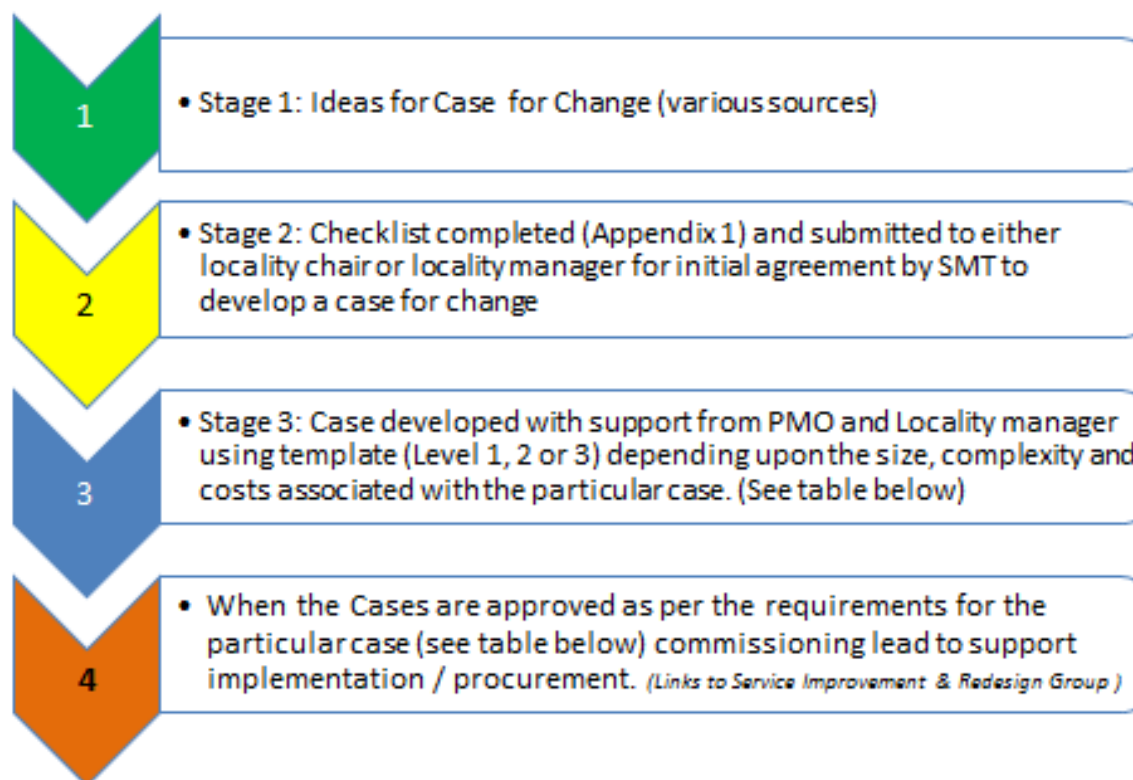 1
• Stage 1: Ideas for Case for Change (various sources)
2
• Stage 2: Checklist completed (Appendix 1) and submitted to either
locality chair or locality manager for initial agreement by SMT to
develop a case for change
3
• Stage 3: Case developed with support from PMO and Locality manager
using template (Level 1, 2 or 3) depending upon the size, complexity and
costs associated with the particular case. (See table below)
4
• When the Cases are approved as per the requirements for the
particular case (see table below) commissioning lead to support
implementation / procurement. (Links to Service Improvement & Redesign Group )